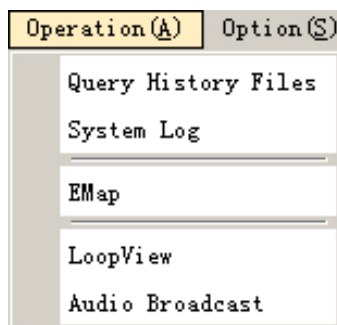 Operation(A) Option(S)
Query History Files
System Log
EMap
LoopView
Audio Broadcast